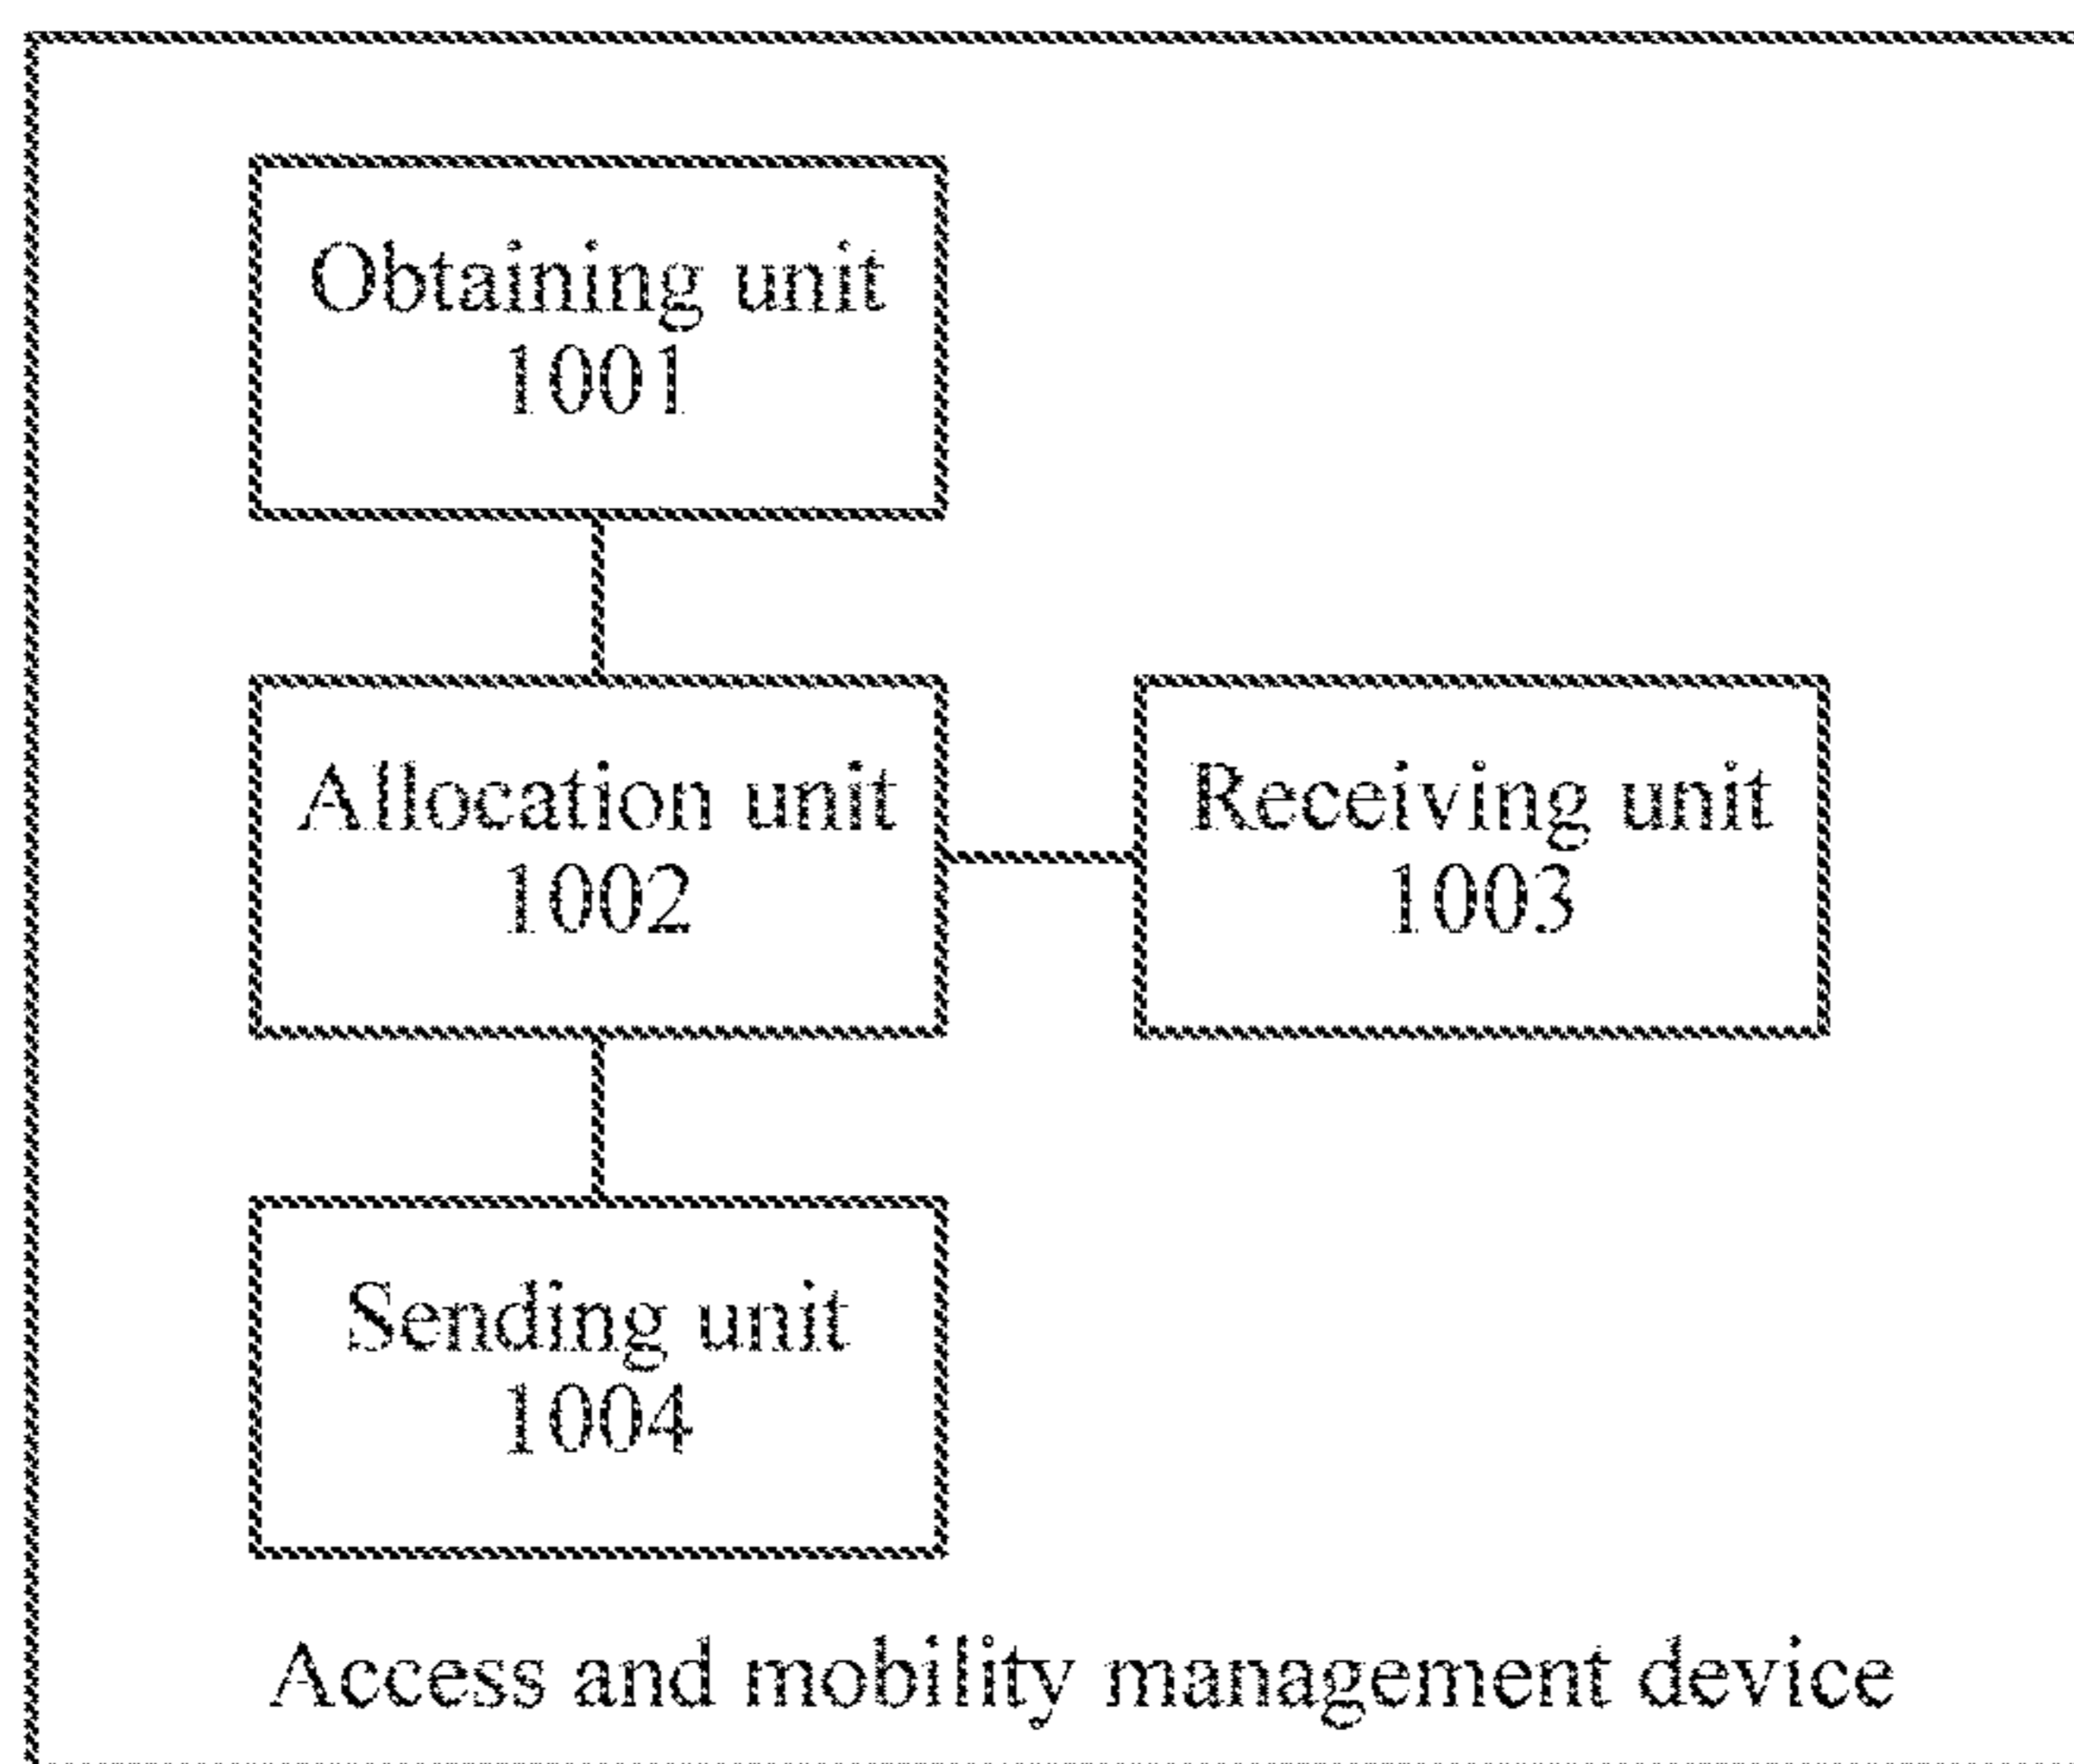 Obtaining unit
1001
Allocation unit
1002
Receiving unit
1003
Sending unit
1004
Access and mobility management device